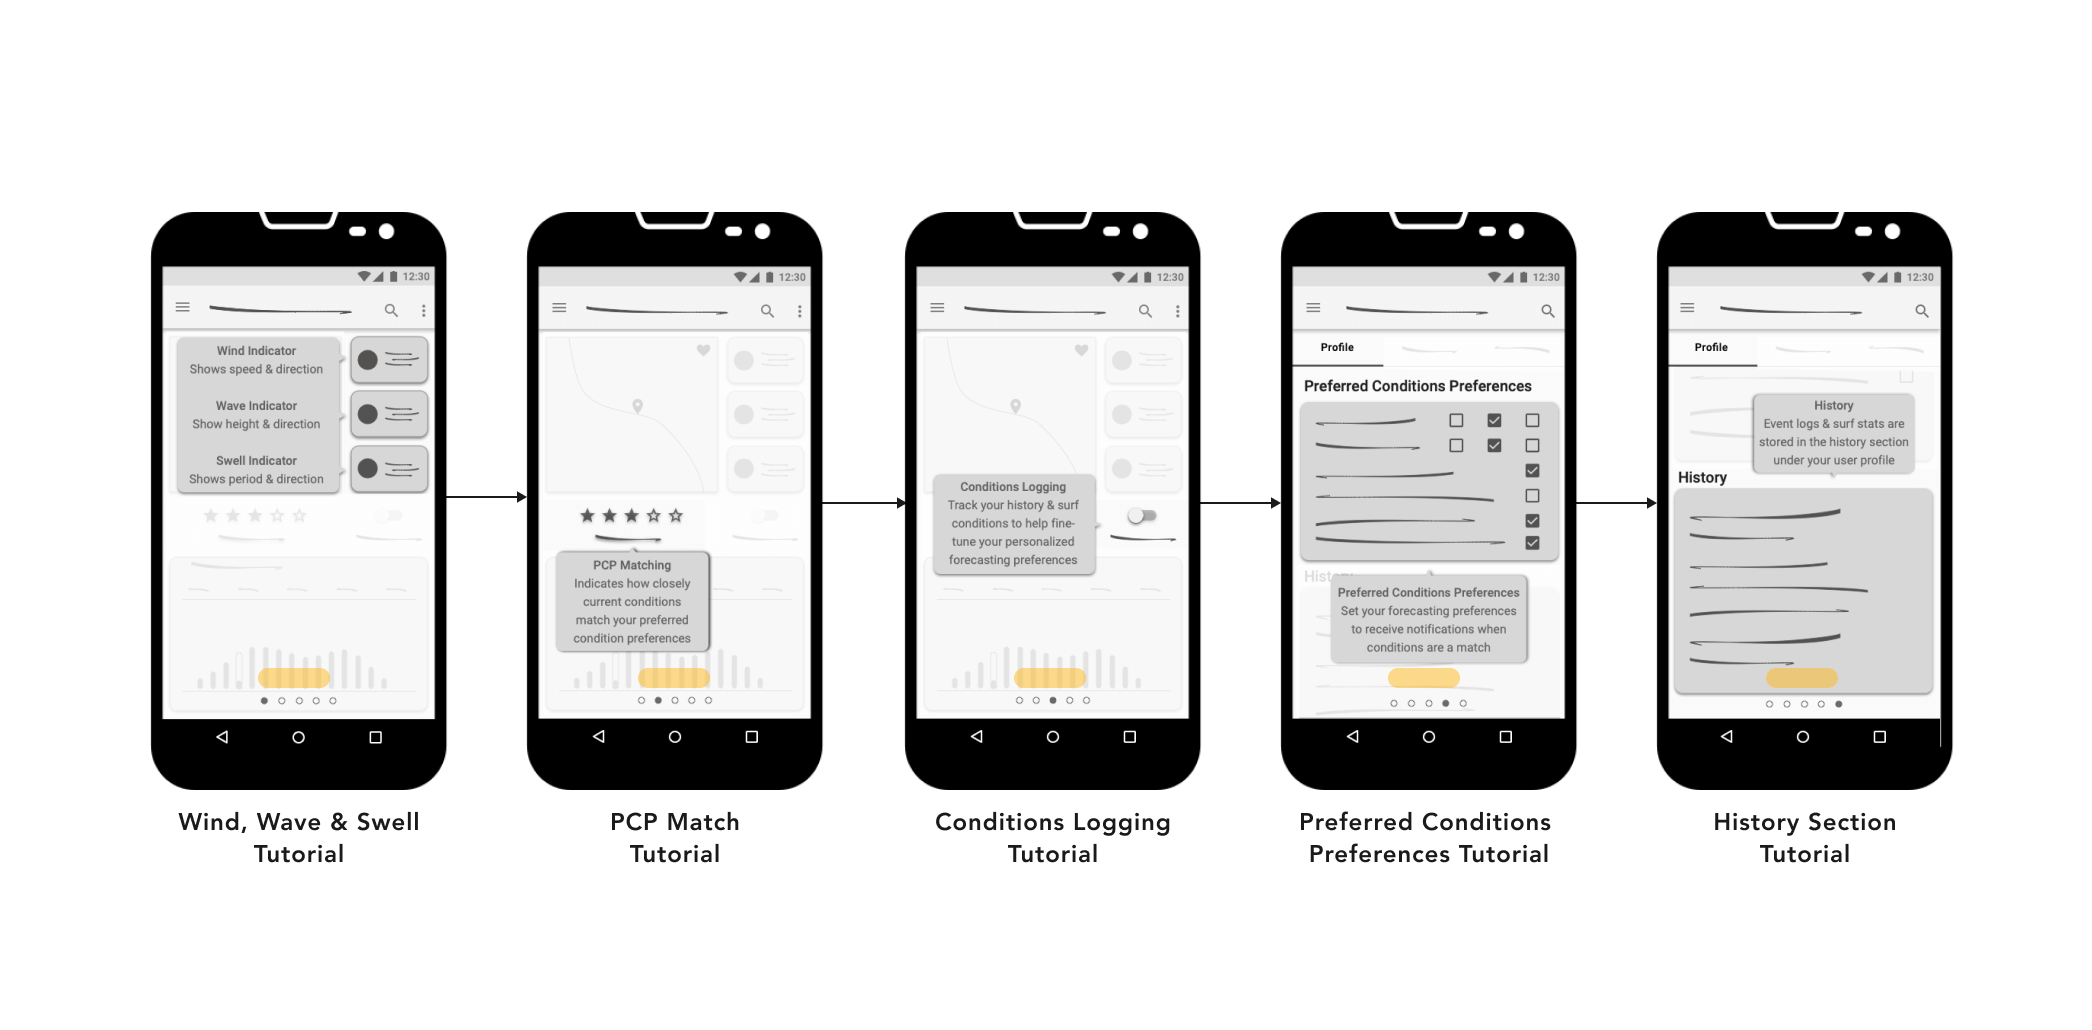 12:30
Wind Indicator
Shows speed & direction
Wave Indicator
Show height & direction
Swell Indicator
Shows period & direction
Wind, Wave & Swell
Tutorial
12:30
PCP Matching
Indicates how closely
current conditions
match your preferred
condition preferences
PCP Match
Tutorial
12:30
Conditions Logging
Track your history & surf
conditions to help fine-
tune your personalized
forecasting preferences
Conditions Logging
Tutorial
12:30
Profile
Preferred Conditions Preferences
History
Preferred Conditions Preferences
Set your forecasting preferences
to receive notifications when
conditions are a match
Preferred Conditions
Preferences Tutorial
12:30
Profile
History
Event logs & surf stats are
stored in the history section
under your user profile
History
History Section
Tutorial